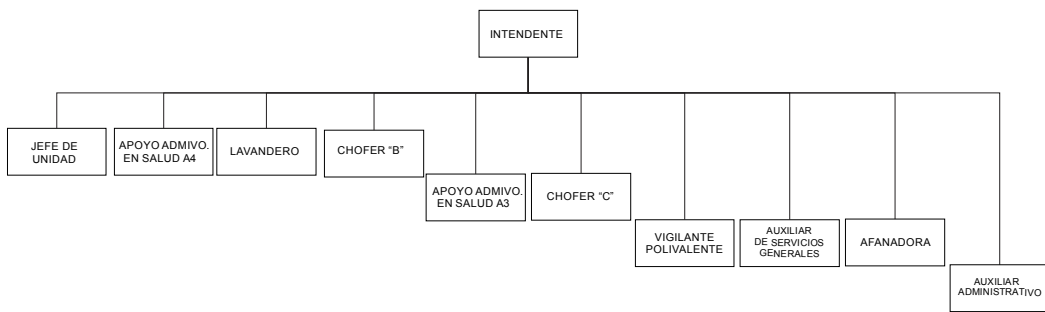 INTENDENTE
JEFE DE
UNIDAD
APOYO ADMIVO.
EN SALUD A4
LAVANDERO
CHOFER “B”
APOYO ADMIVO.
EN SALUD A3
CHOFER “C”
VIGILANTE
POLIVALENTE
AUXILIAR
DE SERVICIOS
GENERALES
AFANADORA
AUXILIAR
ADMINISTRATIVO